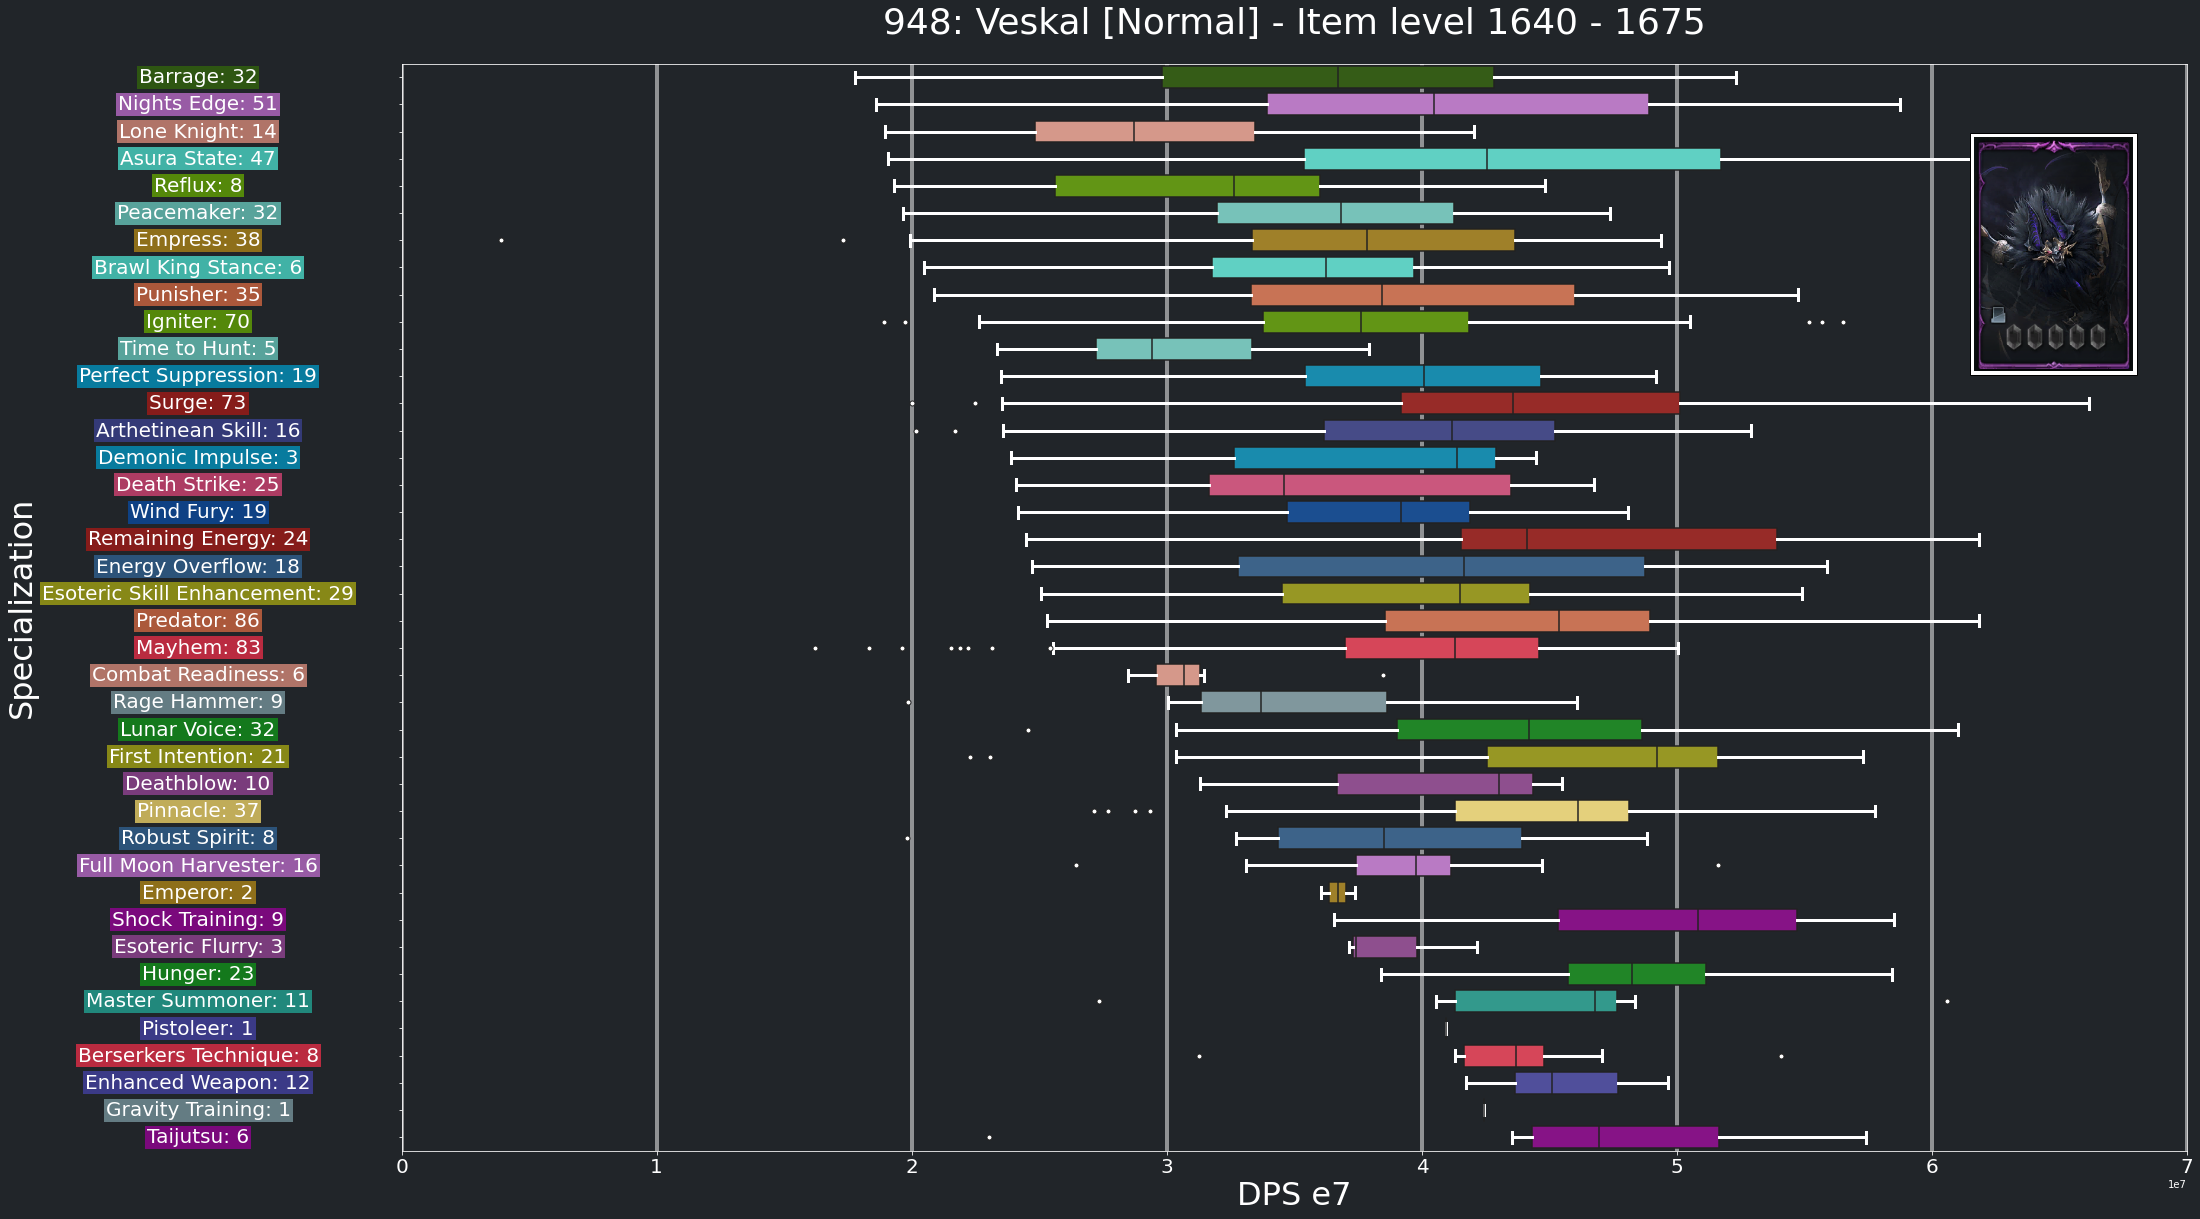 948: Veskal [Normal] - Item level 1640 - 1675
Specialization
Barrage: 32
Nights Edge: 51
Lone Knight: 14
Asura State: 47
Reflux: 8
Peacemaker: 32
Empress: 38
Brawl King Stance: 6
Punisher: 35
Igniter: 70
Time to Hunt: 5
Perfect Suppression: 19
Surge: 73
Arthetinean Skill: 16
Demonic Impulse: 3
Death Strike: 25
Wind Fury: 19
Remaining Energy: 24
Energy Overflow: 18
Esoteric Skill Enhancement: 29
Predator: 86
Mayhem: 83
Combat Readiness: 6
Rage Hammer: 9
Lunar Voice: 32
First Intention: 21
Deathblow: 10
Pinnacle: 37
Robust Spirit: 8
Full Moon Harvester: 16
Emperor: 2
Shock Training: 9
Esoteric Flurry: 3
Hunger: 23
Master Summoner: 11
Pistoleer: 1
Berserkers Technique: 8
Enhanced Weapon: 12
Gravity Training: 1
Taijutsu: 6
0 1 2 3 4 5 6 7
DPS e7
1e7